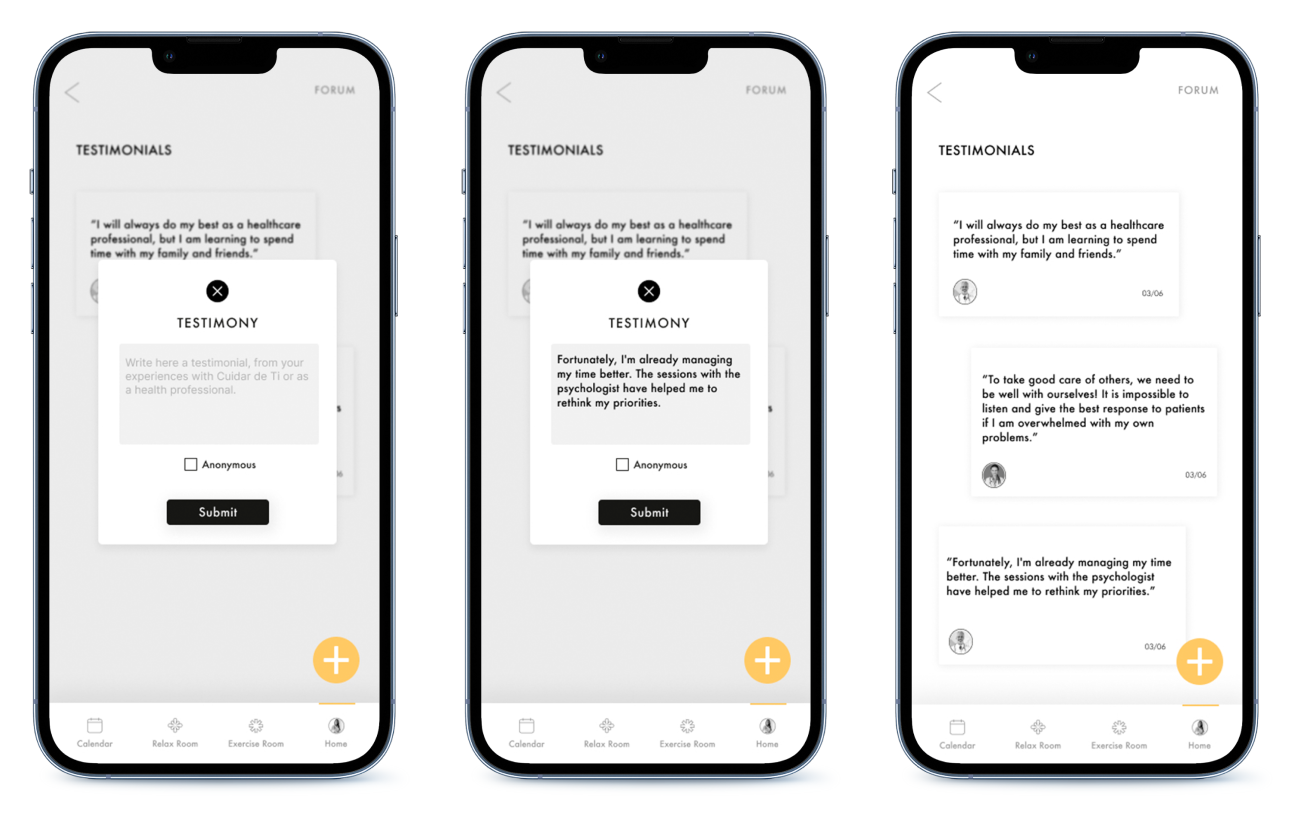 FORUM
TESTIMONIALS
“I will always do my best as a healthcare
professional, but I am learning to spend
time with my family and friends.”
TESTIMONY
Write here a testimonial, from your
experiences with Cuidar de Ti or as
a health professional.
Anonymous
Submit
Calendar
Relax Room
Exercise Room
Home
FORUM
TESTIMONIALS
“I will always do my best as a healthcare
professional, but I am learning to spend
time with my family and friends.”
TESTIMONY
Fortunately, I'm already managing
my time better. The sessions with the
psychologist have helped me to
rethink my priorities.
Anonymous
Submit
Calendar
Relax Room
Exercise Room
Home
FORUM
TESTIMONIALS
“I will always do my best as a healthcare
professional, but I am learning to spend
time with my family and friends.”
03/06
“To take good care of others, we need to
be well with ourselves! It is impossible to
listen and give the best response to patients
if I am overwhelmed with my own
problems.”
03/06
“Fortunately, I'm already managing my time
better. The sessions with the psychologist
have helped me to rethink my priorities.”
03/06
Calendar
Relax Room
Exercise Room
Home